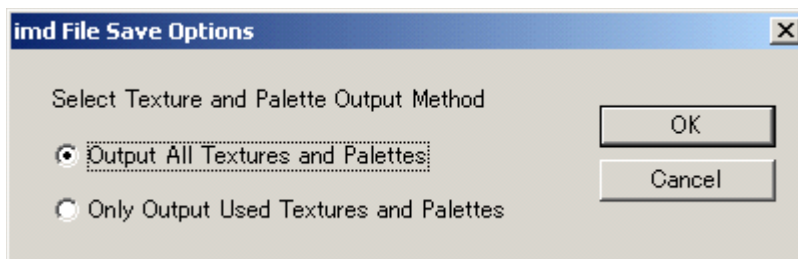 imd File Save Options
Select Texture and Palette Output Method
Output All Textures and Palettes
Only Output Used Textures and Palettes
OK
Cancel